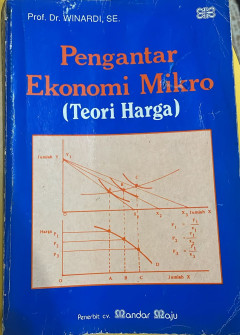 Prof. Dr. WINARDI, SE.
Pengantar
Ekonomi Mikro
(Teori Harga)
Jumlah Y
Jumlah X
Harga
A B C
Jumlah X
Penerbit cv. Mandar Maju